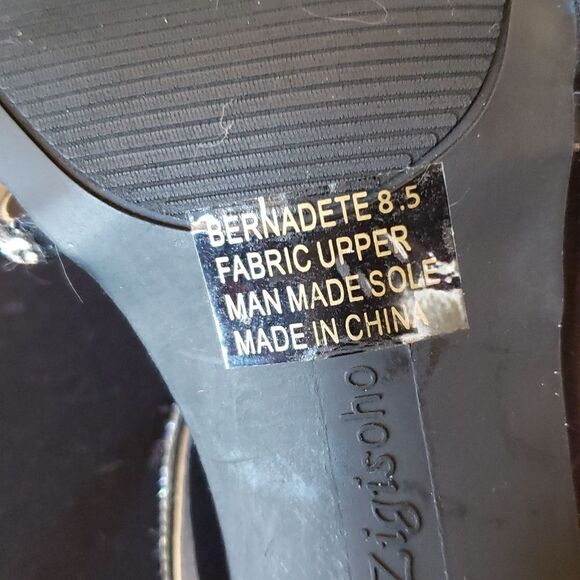 BERNADETE 8.5
FABRIC UPPER
MAN MADE SOLE
MADE IN CHINA
Zigisoho